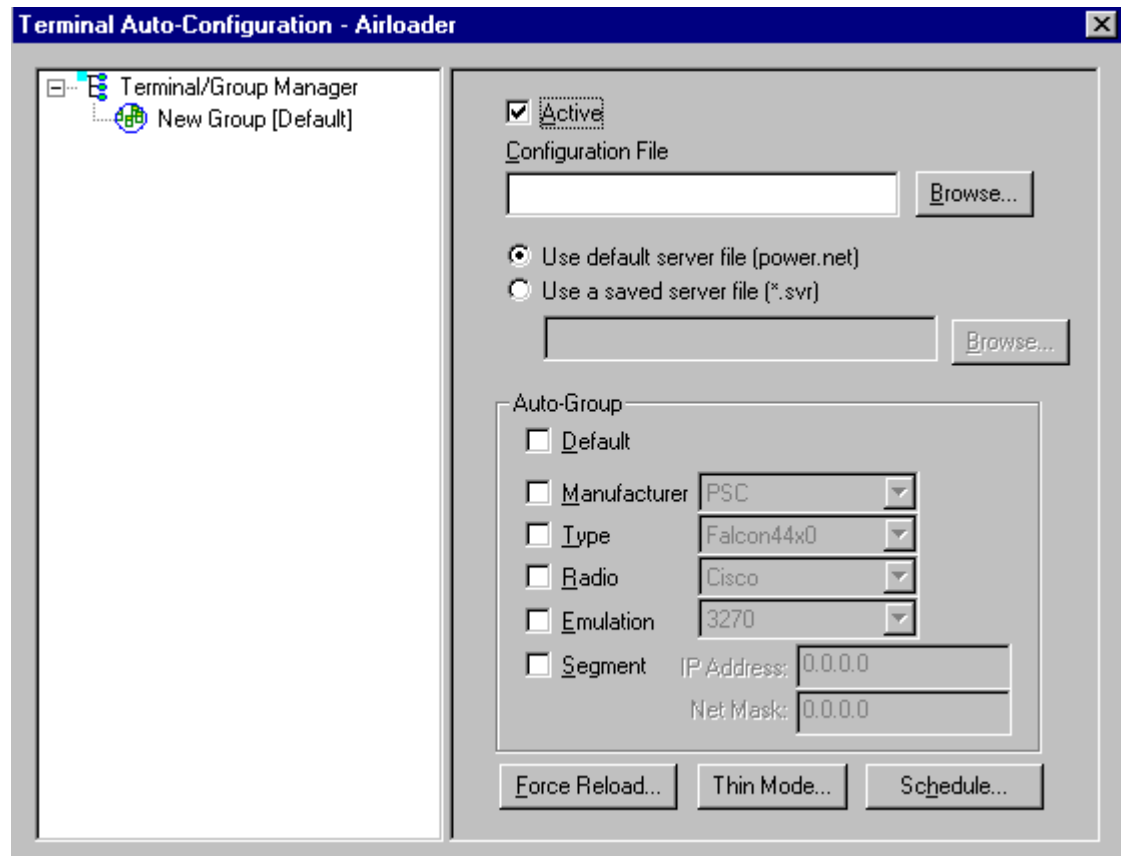 Terminal Auto-Configuration - Airloader
Terminal/Group Manager
New Group [Default]
Active
Configuration File
Browse...
Use default server file (power.net)
Use a saved server file (*.svr)
Browse...
Auto-Group
Default
Manufacturer PSC
Type Falcon44x0
Radio Cisco
Emulation 3270
Segment IP Address: 0.0.0.0
Net Mask: 0.0.0.0
Force Reload... Thin Mode... Schedule...